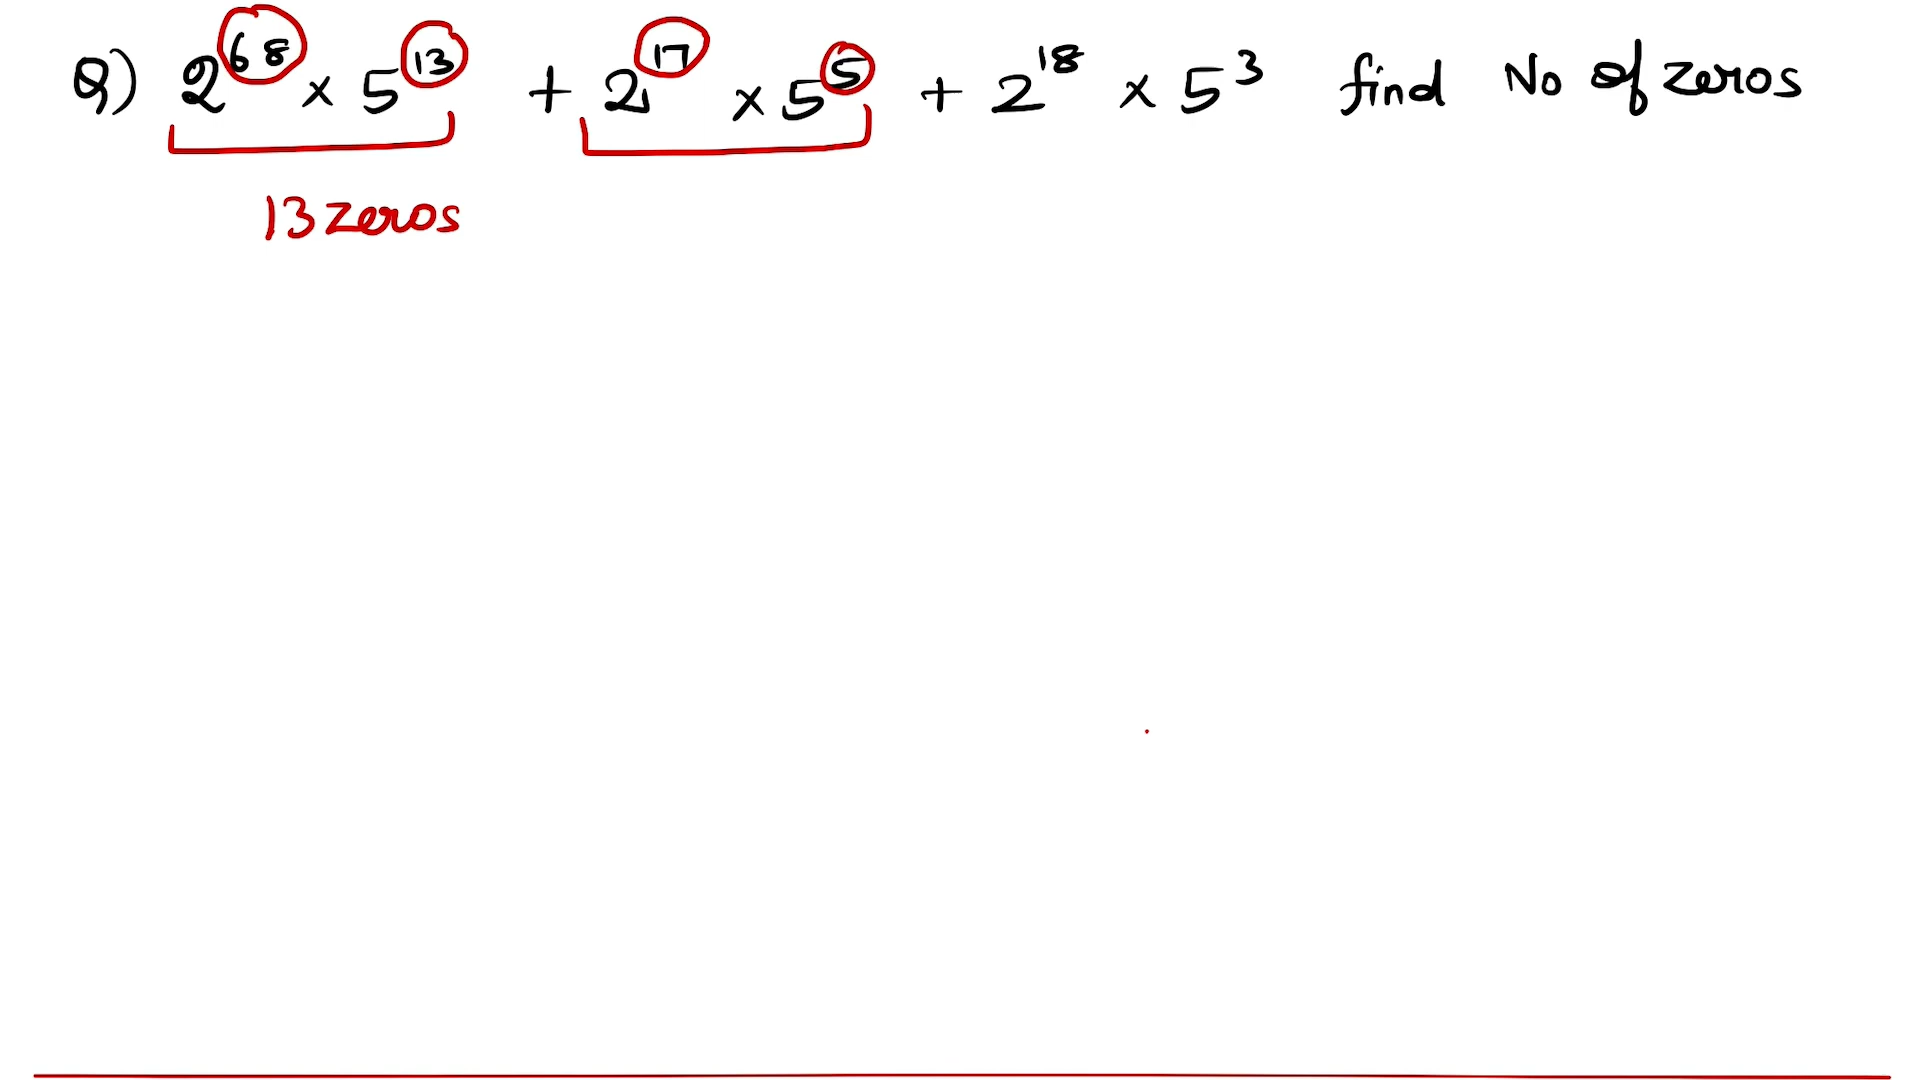 Q) 2^68 × 5^13 + 2^17 × 5^5 + 2^18 × 5^3 find No of zeros
13 zeros